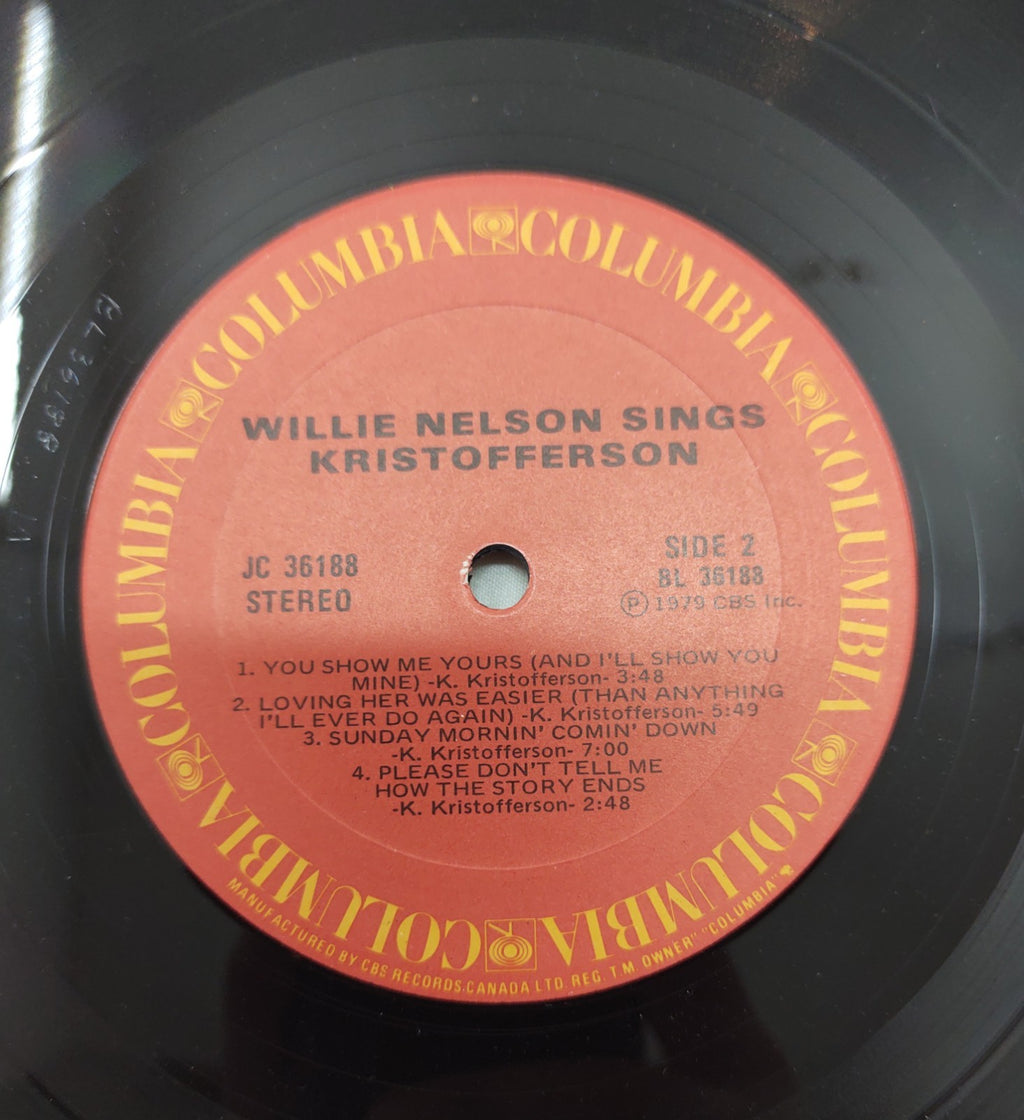 COLUMBIA COLUMBIA COLUMBIA COLUMBIA COLUMBIA COLUMBIA
WILLIE NELSON SINGS
KRISTOFFERSON
JC 36188
STEREO
SIDE 2
BL 36188
Ⓟ 1979 CBS Inc.
1. YOU SHOW ME YOURS (AND I'LL SHOW YOU
MINE) -K. Kristofferson- 3:48
2. LOVING HER WAS EASIER (THAN ANYTHING
I'LL EVER DO AGAIN) -K. Kristofferson- 5:49
3. SUNDAY MORNIN' COMIN' DOWN
-K. Kristofferson- 7:00
4. PLEASE DON'T TELL ME
HOW THE STORY ENDS
-K. Kristofferson- 2:48
MANUFACTURED BY CBS RECORDS.CANADA LTD REG. T M OWNER" "COLUMBIA"
BL 36188